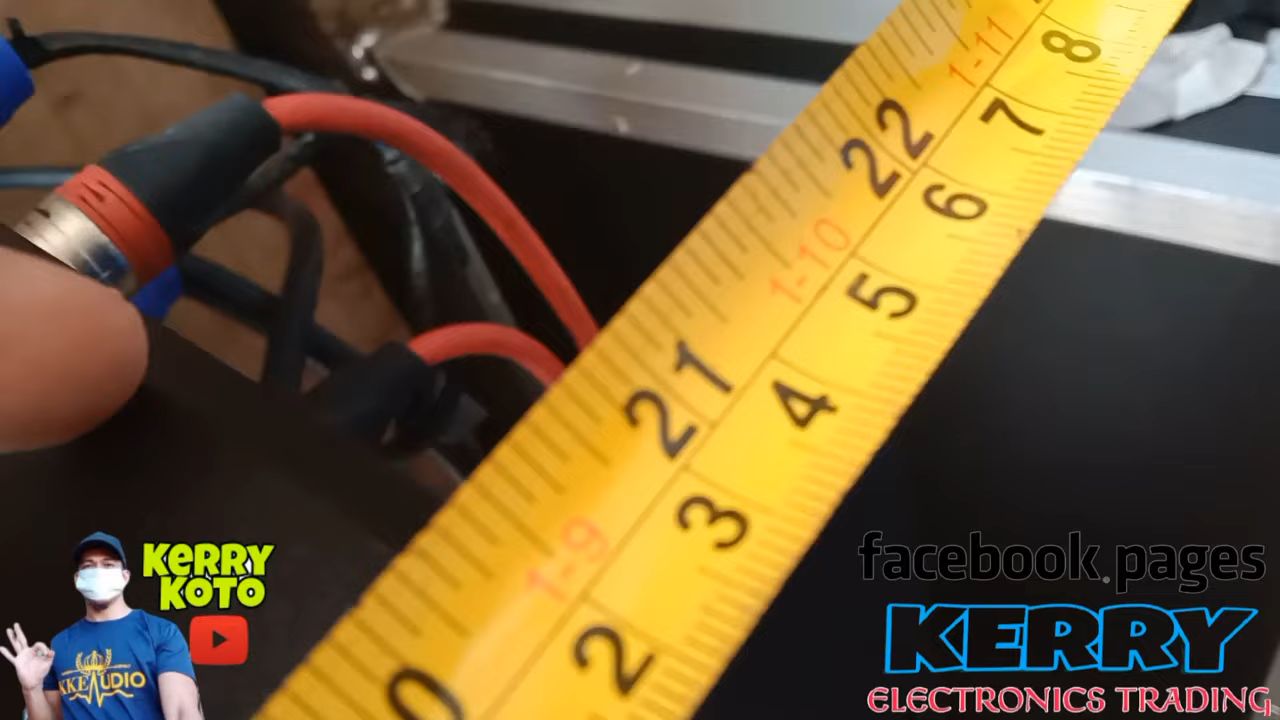 1-11
8
22
7
6
1-10
5
21
4
3
1-9
2
0
KERRY
KOTO
KKE AUDIO
facebook.pages
KERRY
ELECTRONICS TRADING